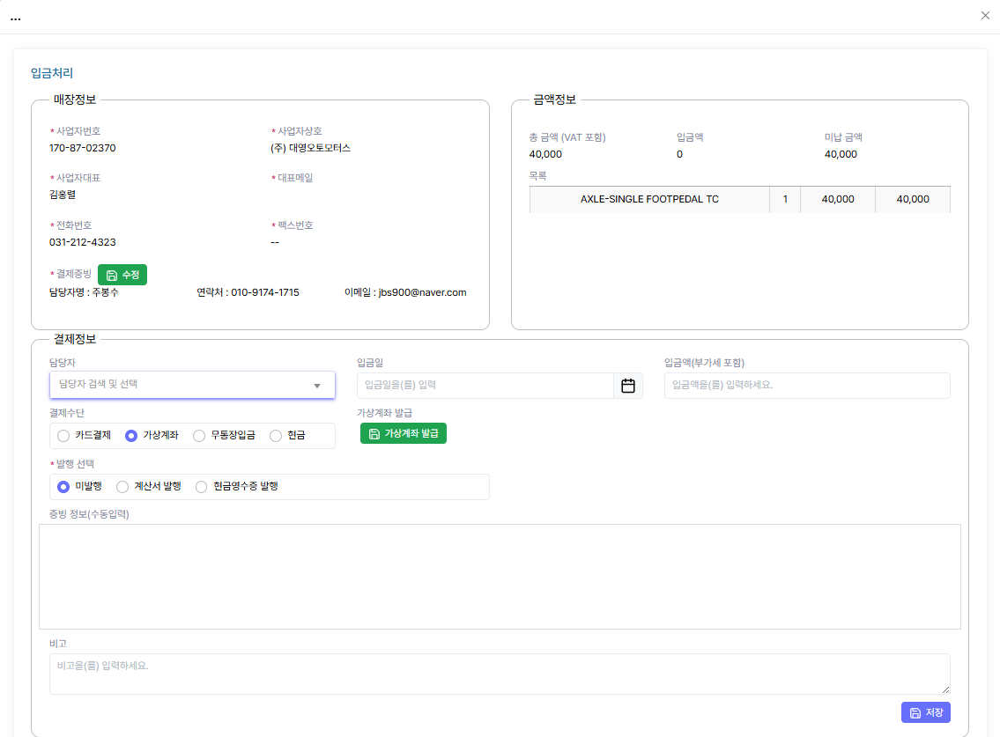 ...
입금처리
매장정보
* 사업자번호
170-87-02370
* 사업자상호
(주) 대영오토모터스
* 사업자대표
김홍렬
* 대표메일
* 전화번호
031-212-4323
* 팩스번호
--
* 결제증빙 수정
담당자명 : 주봉수 연락처 : 010-9174-1715 이메일 : jbs900@naver.com
금액정보
총 금액 (VAT 포함) 입금액 미납 금액
40,000 0 40,000
목록
AXLE-SINGLE FOOTPEDAL TC 1 40,000 40,000
결제정보
담당자
담당자 검색 및 선택
입금일
입금일을(를) 입력
입금액(부가세 포함)
입금액을(를) 입력하세요.
결제수단
카드결제 가상계좌 무통장입금 현금
가상계좌 발급
가상계좌 발급
* 발행 선택
미발행 계산서 발행 현금영수증 발행
증빙 정보(수동입력)
비고
비고을(를) 입력하세요.
저장